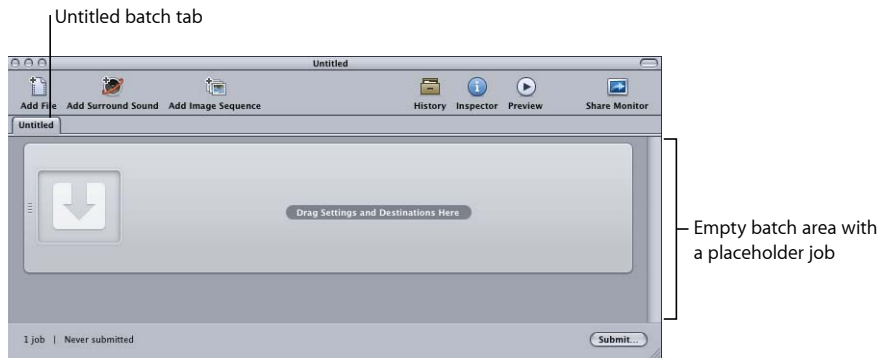 Untitled batch tab
Untitled
Add File Add Surround Sound Add Image Sequence History Inspector Preview Share Monitor
Untitled
Drag Settings and Destinations Here
Empty batch area with
a placeholder job
1 job | Never submitted
Submit...